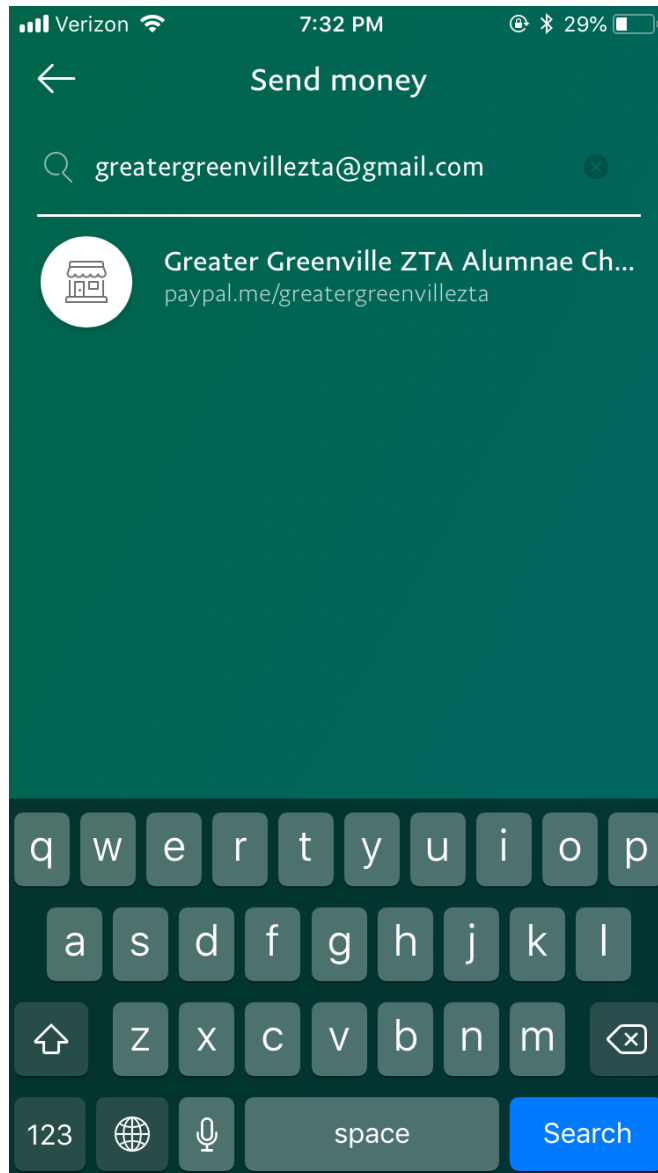 Verizon 7:32 PM 29%
Send money
greatergreenvillezta@gmail.com
Greater Greenville ZTA Alumnae Ch...
paypal.me/greatergreenvillezta
q w e r t y u i o p
a s d f g h j k l
z x c v b n m
123 space Search